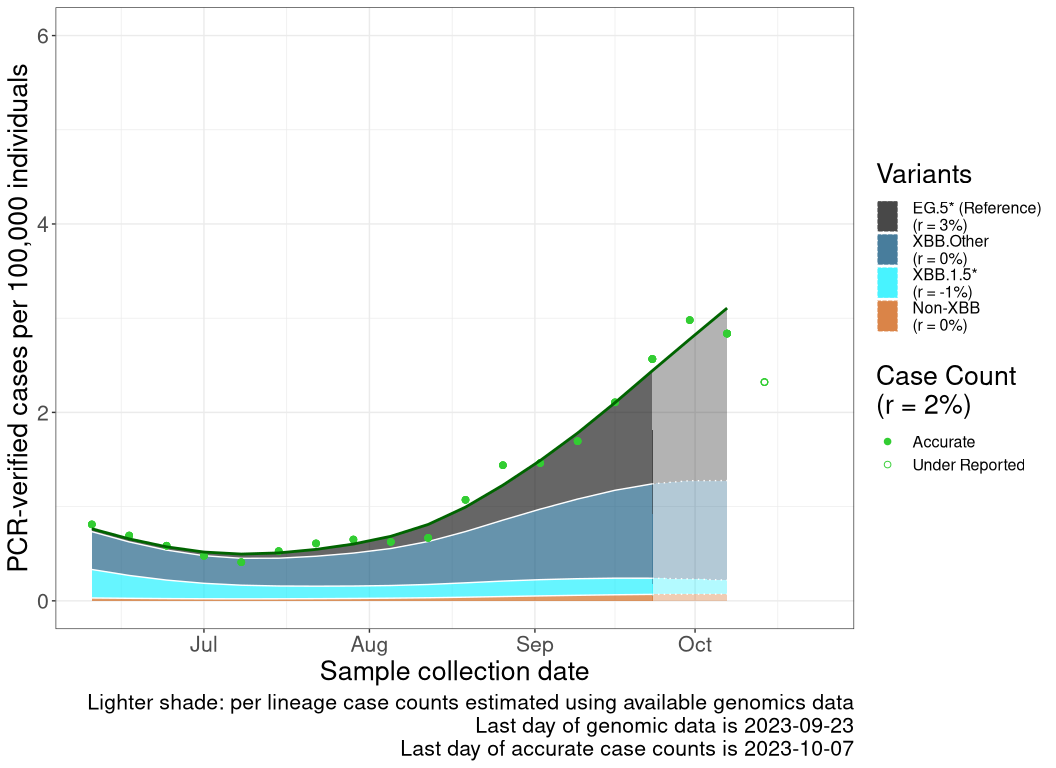 PCR-verified cases per 100,000 individuals
6
4
2
0
Jul
Aug
Sep
Oct
Sample collection date
Lighter shade: per lineage case counts estimated using available genomics data
Last day of genomic data is 2023-09-23
Last day of accurate case counts is 2023-10-07
Variants
EG.5* (Reference)
(r = 3%)
XBB.Other
(r = 0%)
XBB.1.5*
(r = -1%)
Non-XBB
(r = 0%)
Case Count
(r = 2%)
Accurate
Under Reported